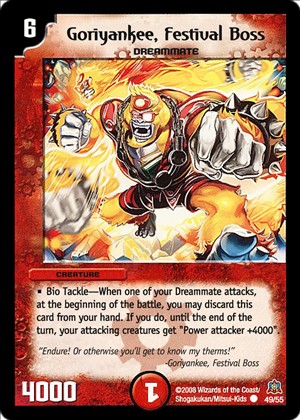 6
Goriyankee, Festival Boss
DREAMMATE
CREATURE
▪ Bio Tackle—When one of your Dreammate attacks,
at the beginning of the battle, you may discard this
card from your hand. If you do, until the end of the
turn, your attacking creatures get "Power attacker +4000".
"Endure! Or otherwise you'll get to know my therms!"
-Goriyankee, Festival Boss
4000
1
©2008 Wizards of the Coast/
Shogakukan/Mitsui-Kids
49/55